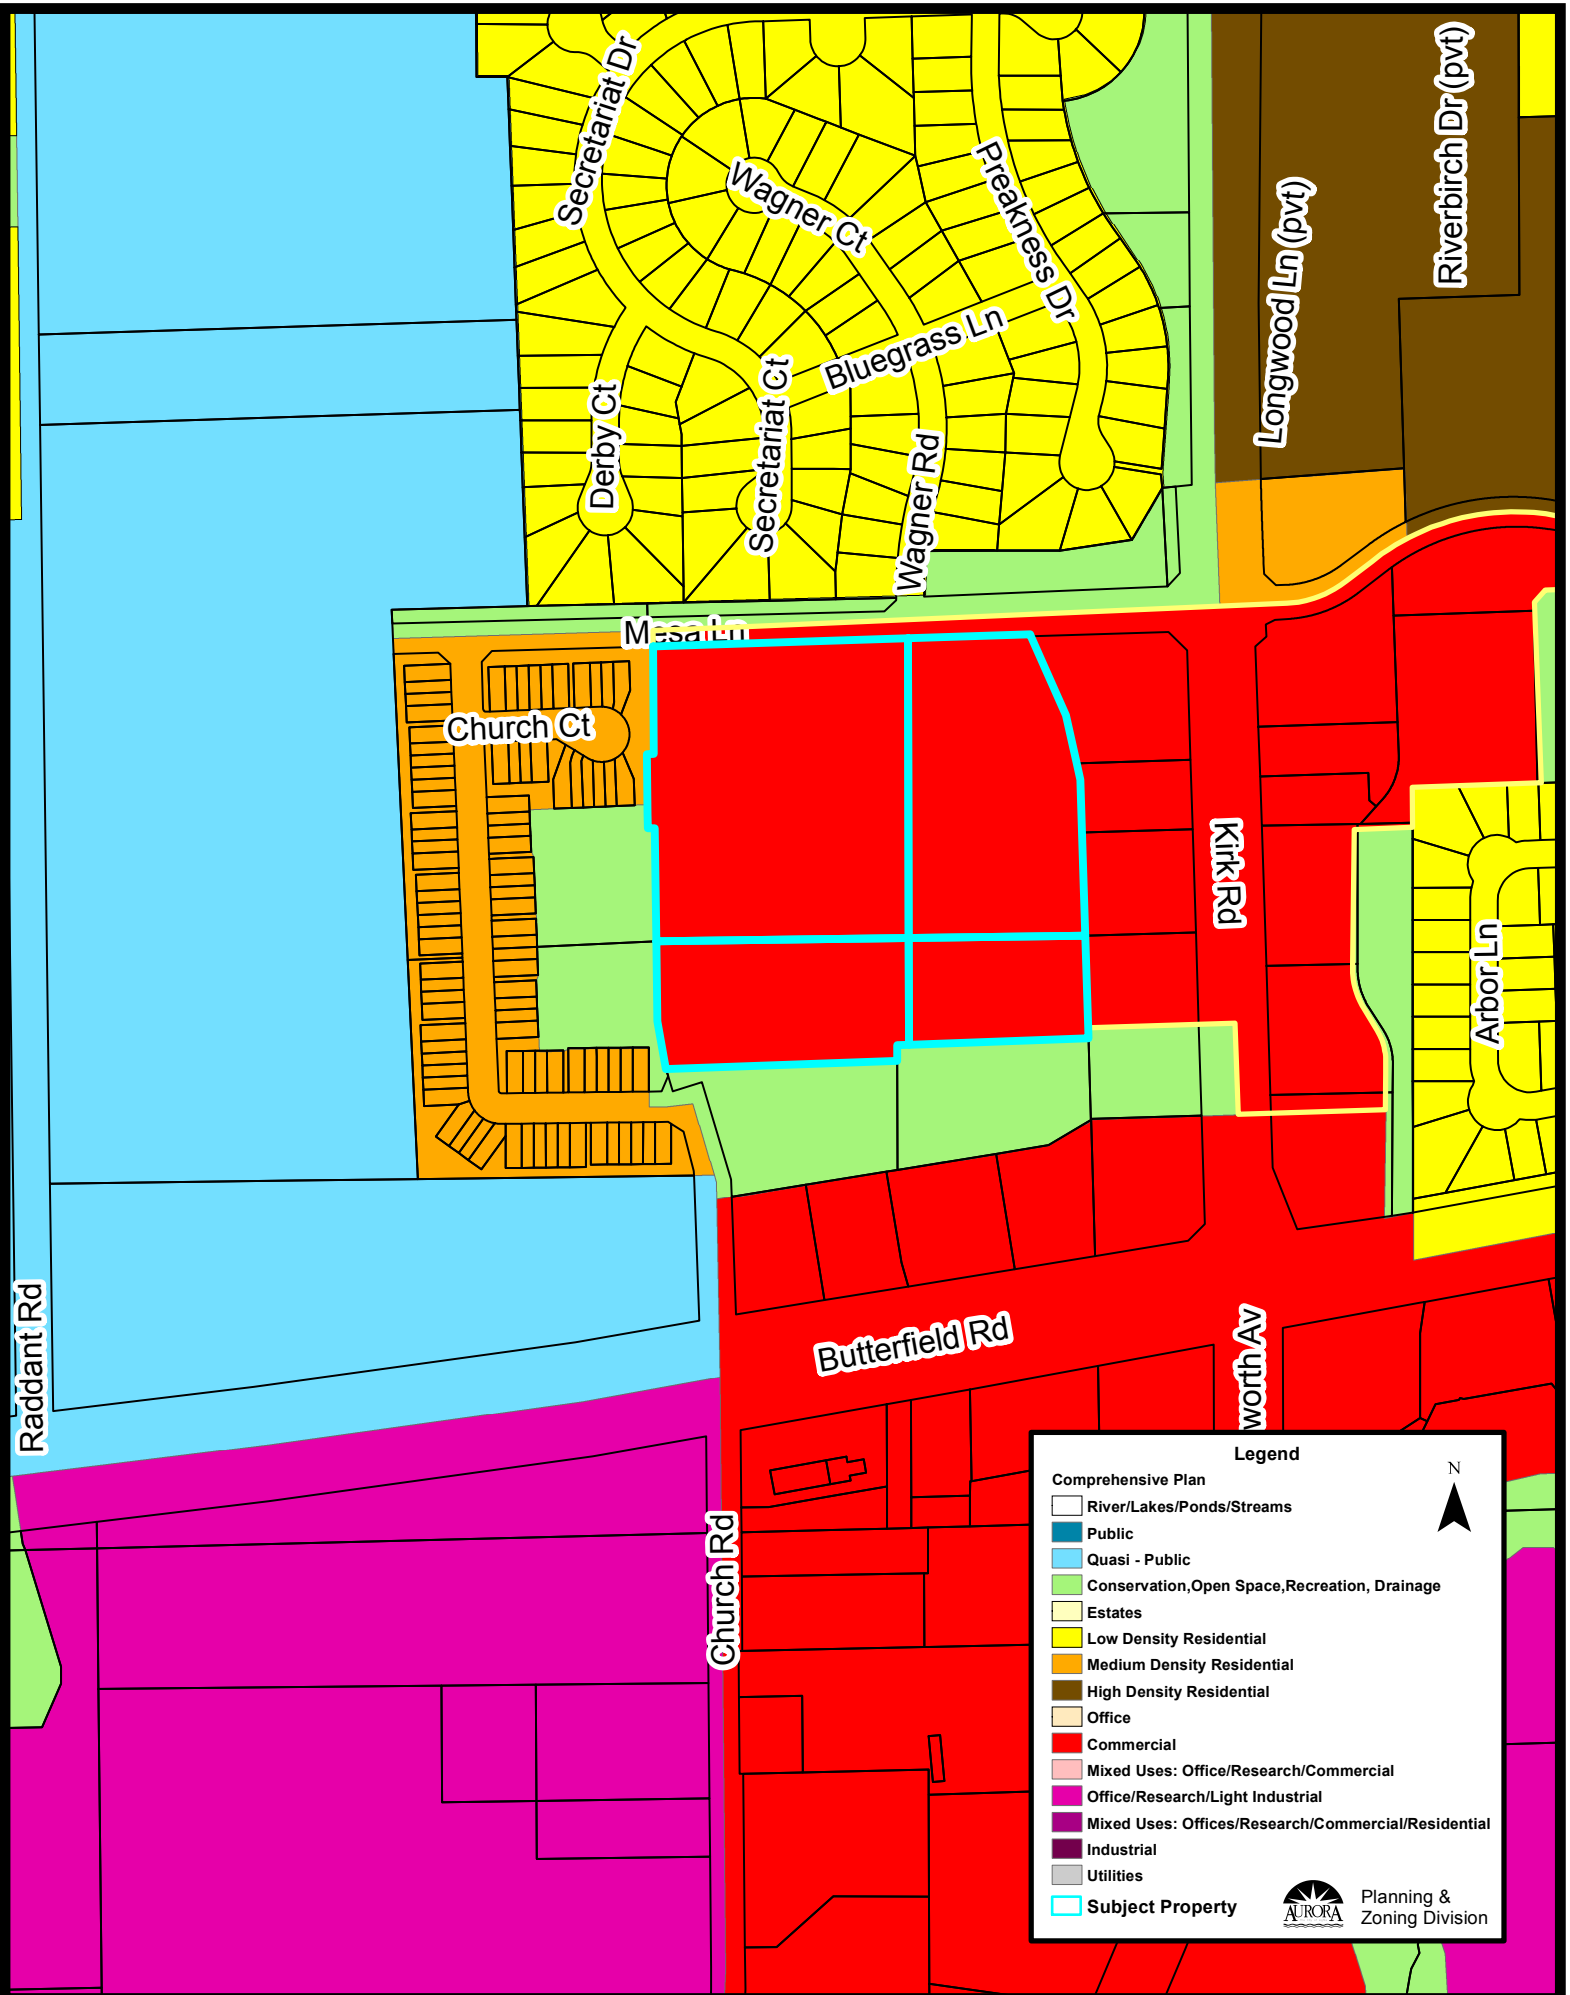 Secretariat Dr
Wagner Ct
Preakness Dr
Riverbirch Dr (pvt)
Longwood Ln (pvt)
Bluegrass Ln
Derby Ct
Secretariat Ct
Wagner Rd
Mesa Ln
Church Ct
Kirk Rd
Arbor Ln
Raddant Rd
Butterfield Rd
worth Av
Church Rd
Legend
Comprehensive Plan
N
River/Lakes/Ponds/Streams
Public
Quasi - Public
Conservation,Open Space,Recreation, Drainage
Estates
Low Density Residential
Medium Density Residential
High Density Residential
Office
Commercial
Mixed Uses: Office/Research/Commercial
Office/Research/Light Industrial
Mixed Uses: Offices/Research/Commercial/Residential
Industrial
Utilities
Subject Property
AURORA
Planning &
Zoning Division